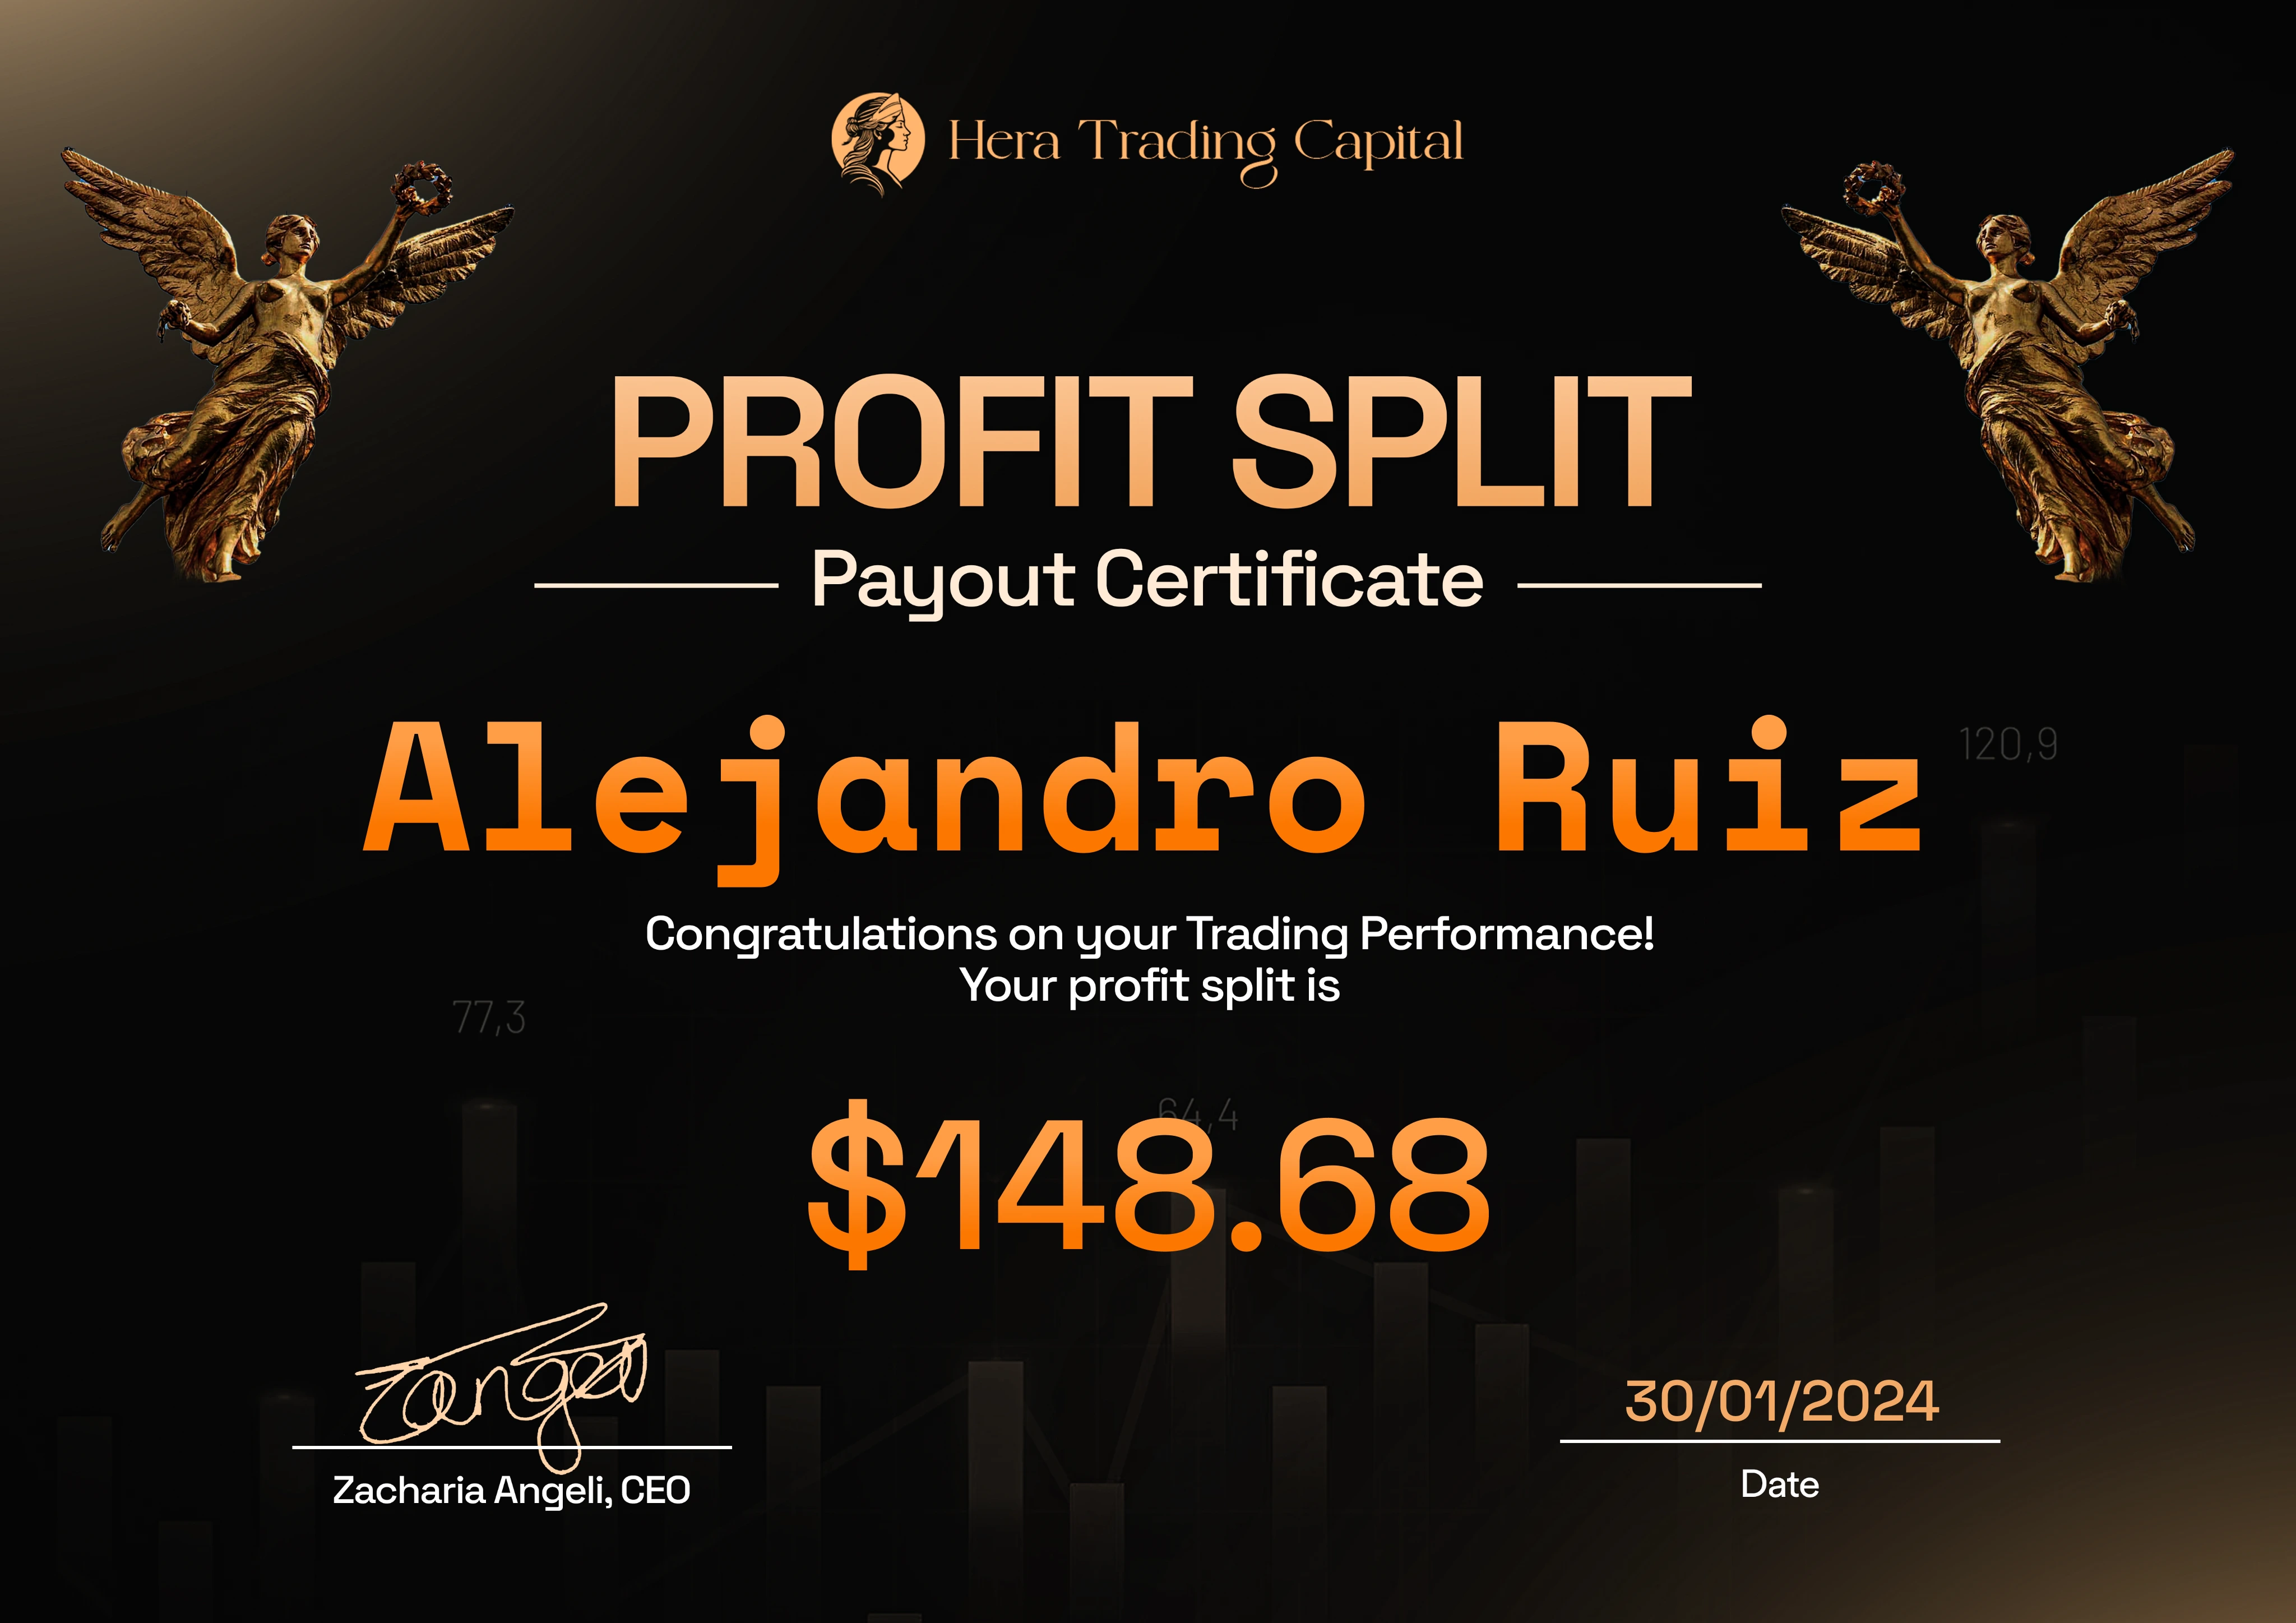 Hera Trading Capital
PROFIT SPLIT
Payout Certificate
Alejandro Ruiz
120,9
Congratulations on your Trading Performance!
Your profit split is
77,3
64,4
$148.68
30/01/2024
Zacharia Angeli, CEO
Date